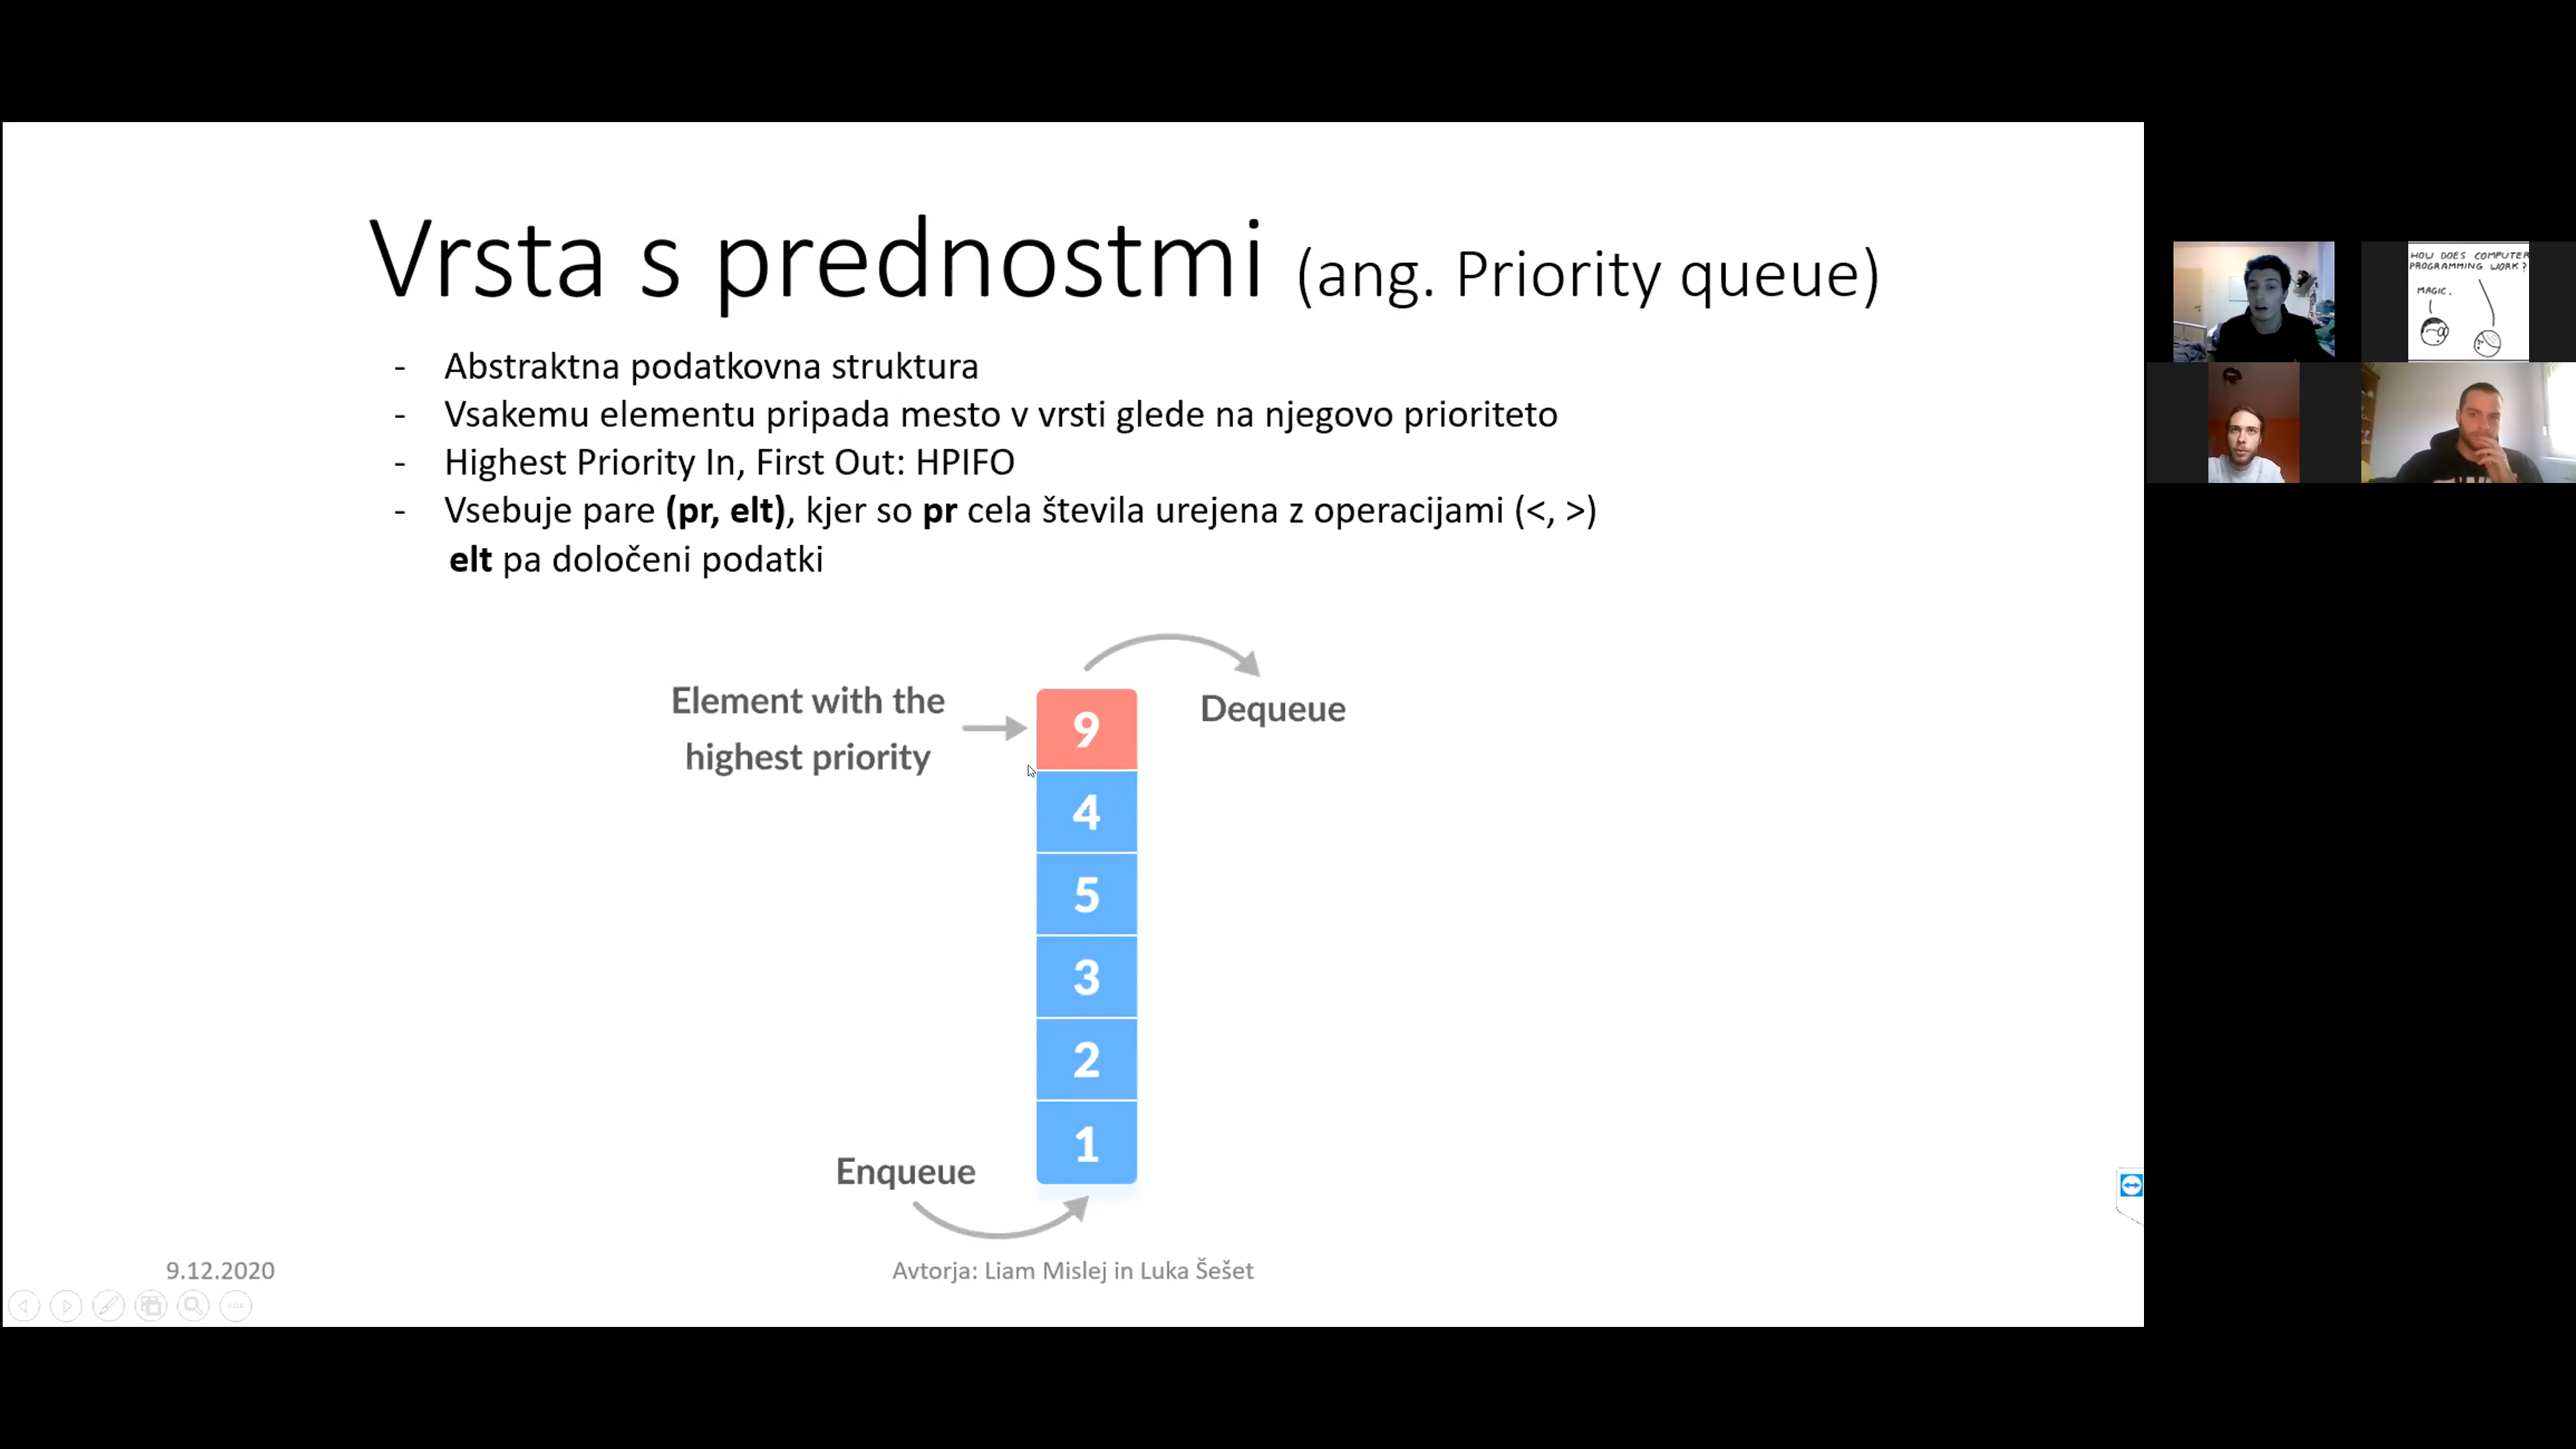 Vrsta s prednostmi (ang. Priority queue)
- Abstraktna podatkovna struktura
- Vsakemu elementu pripada mesto v vrsti glede na njegovo prioriteto
- Highest Priority In, First Out: HPIFO
- Vsebuje pare (pr, elt), kjer so pr cela števila urejena z operacijami (<, >)
elt pa določeni podatki
Element with the
highest priority
Dequeue
9
4
5
3
2
1
Enqueue
9.12.2020
Avtorja: Liam Mislej in Luka Šešet
HOW DOES COMPUTER
PROGRAMMING WORK?
MAGIC.